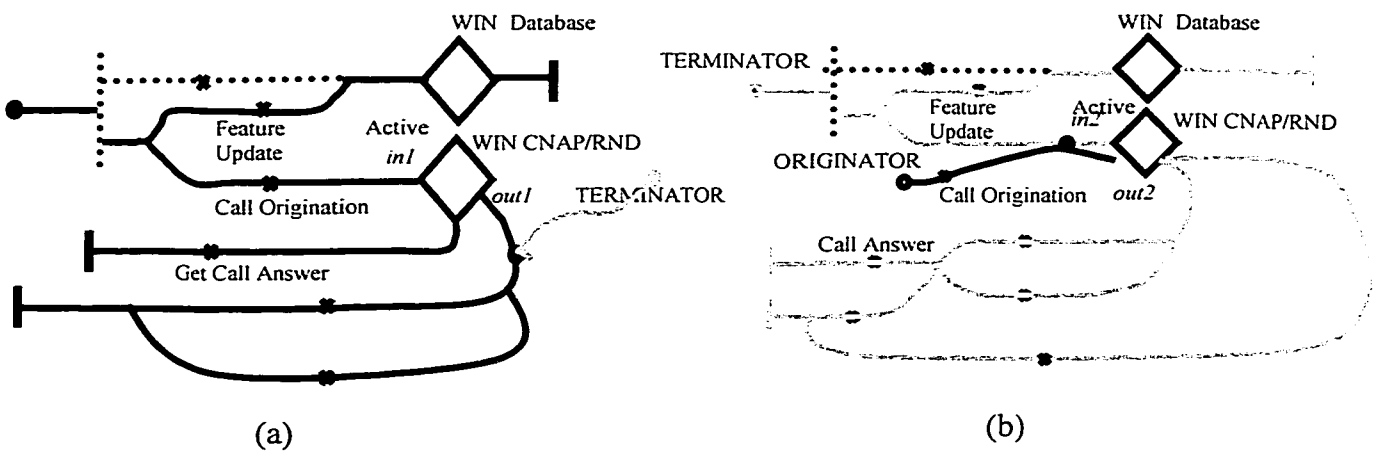 WIN Database
Feature
Update
Active
in1
WIN CNAP/RND
out1
TERMINATOR
Call Origination
Get Call Answer
(a)
WIN Database
TERMINATOR
Feature
Update
Active
in2
WIN CNAP/RND
ORIGINATOR
Call Origination
out2
Call Answer
(b)